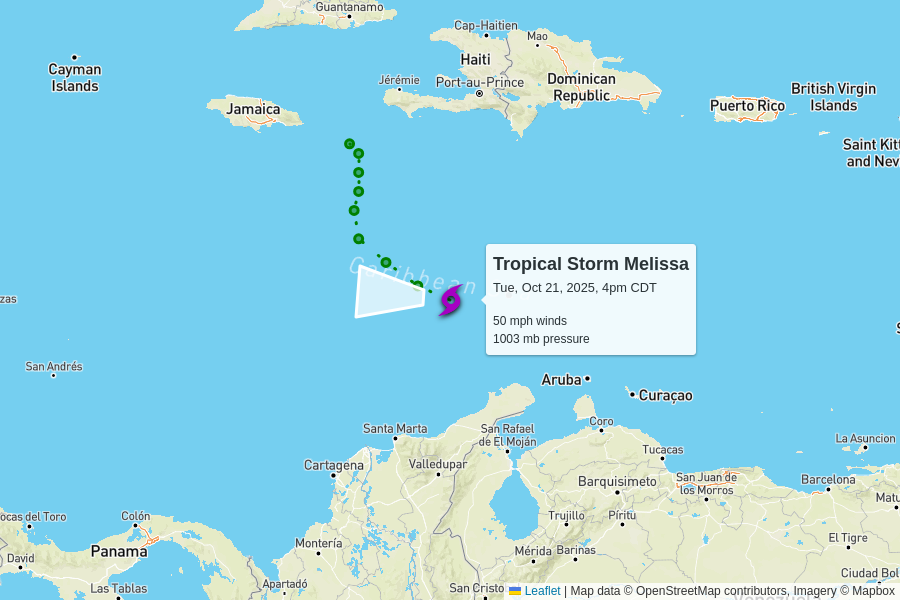 Guantanamo
Cap-Haitien
Mao
Cayman
Islands
Haiti
Jérémie
Port-au-Prince
Dominican
Republic
British Virgin
Islands
Jamaica
Puerto Rico
Saint Kit
and Nev
Tropical Storm Melissa
Tue, Oct 21, 2025, 4pm CDT
50 mph winds
1003 mb pressure
Caribbean
zas
San Andrés
Aruba
Curaçao
Santa Marta
San Rafael
de El Moján
Coro
Tucacas
La Asuncion
Cartagena
Valledupar
Barquisimeto
San Juan de
los Morros
Barcelona
Matu
ocas del Toro
Colón
Trujillo
Píritu
El Tigre
Panama
Montería
Mérida
Barinas
David
Las Tablas
Apartadó
San Cristo
Ciudad Bol
Leaflet | Map data © OpenStreetMap contributors, Imagery © Mapbox